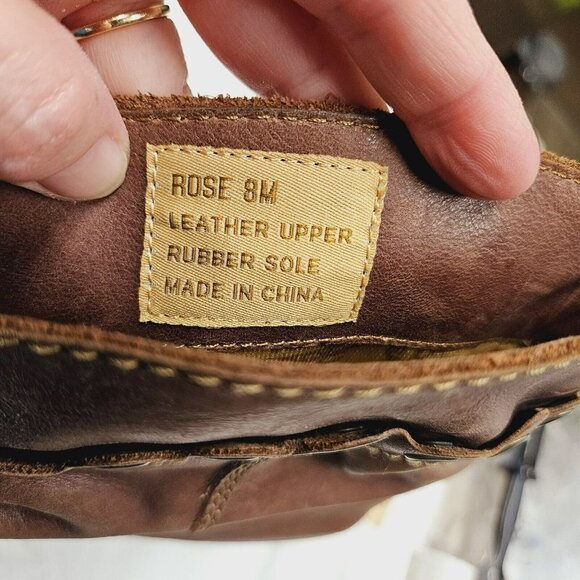 ROSE 8M
LEATHER UPPER
RUBBER SOLE
MADE IN CHINA